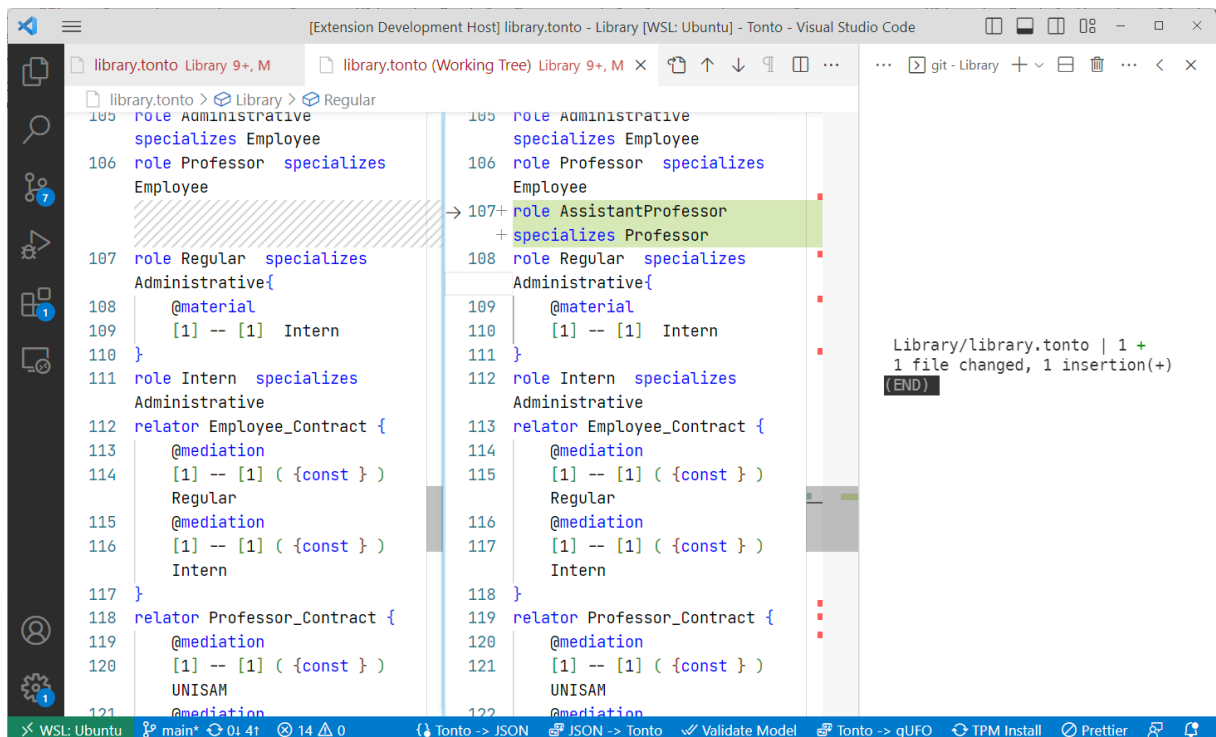 [Extension Development Host] library.tonto - Library [WSL: Ubuntu] - Tonto - Visual Studio Code
library.tonto Library 9+, M
library.tonto (Working Tree) Library 9+, M
git - Library
library.tonto > Library > Regular
105 role Administrative
specializes Employee
106 role Professor specializes
Employee
107 role Regular specializes
Administrative{
108 @material
109 [1] -- [1] Intern
110 }
111 role Intern specializes
Administrative
112 relator Employee_Contract {
113 @mediation
114 [1] -- [1] ( {const } )
Regular
115 @mediation
116 [1] -- [1] ( {const } )
Intern
117 }
118 relator Professor_Contract {
119 @mediation
120 [1] -- [1] ( {const } )
UNISAM
121 @mediation
105 role Administrative
specializes Employee
106 role Professor specializes
Employee
107+ role AssistantProfessor
+ specializes Professor
108 role Regular specializes
Administrative{
109 @material
110 [1] -- [1] Intern
111 }
112 role Intern specializes
Administrative
113 relator Employee_Contract {
114 @mediation
115 [1] -- [1] ( {const } )
Regular
116 @mediation
117 [1] -- [1] ( {const } )
Intern
118 }
119 relator Professor_Contract {
120 @mediation
121 [1] -- [1] ( {const } )
UNISAM
122 @mediation
Library/library.tonto | 1 +
1 file changed, 1 insertion(+)
(END)
7
1
1
WSL: Ubuntu main* 0↓ 4↑ 14 0 Tonto -> JSON JSON -> Tonto Validate Model Tonto -> gUFO TPM Install Prettier